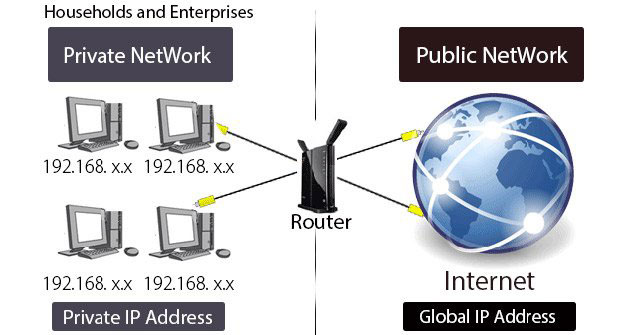 Households and Enterprises
Private NetWork
Public NetWork
192.168. x.x 192.168. x.x
Router
192.168. x.x 192.168. x.x
Internet
Private IP Address
Global IP Address